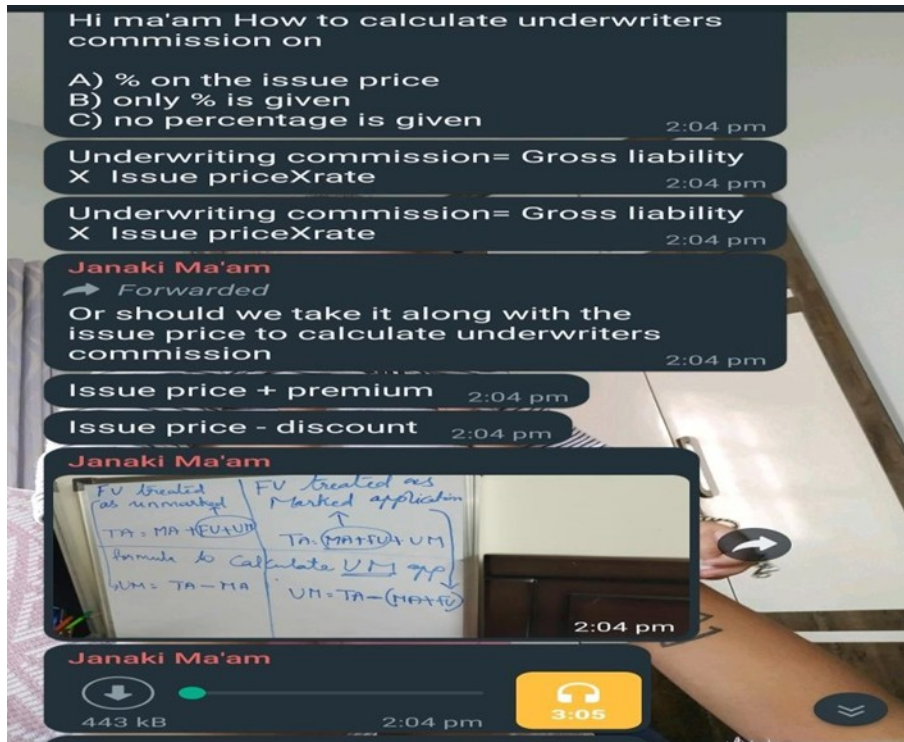 Hi ma'am How to calculate underwriters
commission on
A) % on the issue price
B) only % is given
C) no percentage is given
2:04 pm
Underwriting commission= Gross liability
X Issue priceXrate
2:04 pm
Underwriting commission= Gross liability
X Issue priceXrate
2:04 pm
Janaki Ma'am
Forwarded
Or should we take it along with the
issue price to calculate underwriters
commission
2:04 pm
Issue price + premium 2:04 pm
Issue price - discount 2:04 pm
Janaki Ma'am
FU treated
as unmarked
TA = MA + FU + UM
FU treated as
Marked application
TA = (MA+FU) + UM
formula to Calculate UM app
UM = TA - MA
UM = TA - (MA+FU)
2:04 pm
Janaki Ma'am
443 kB
2:04 pm
3:05